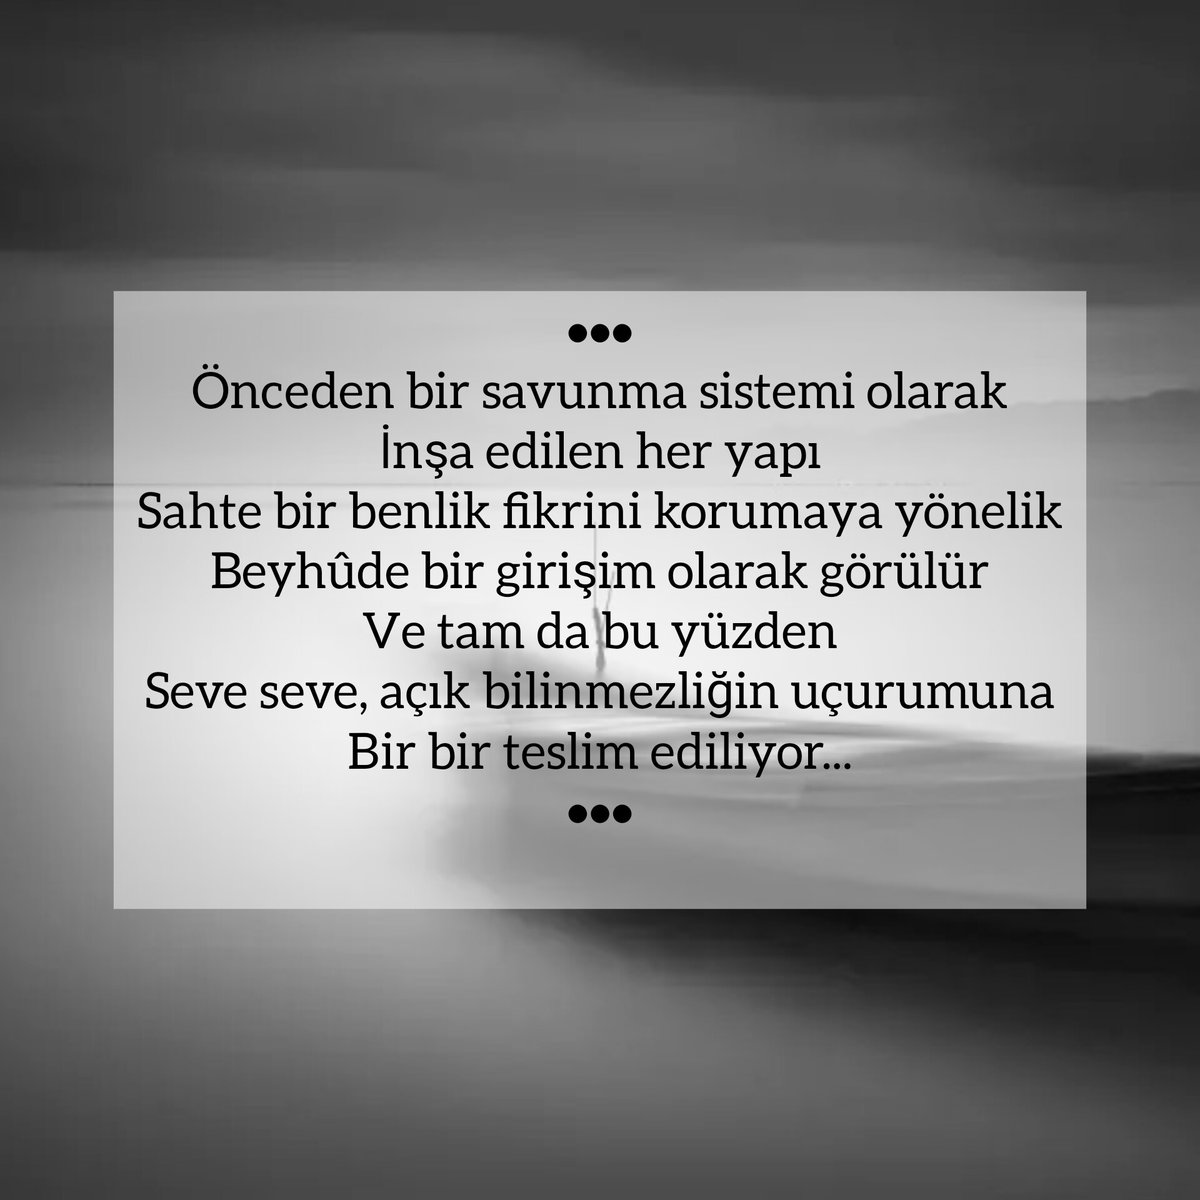 •••
Önceden bir savunma sistemi olarak
İnşa edilen her yapı
Sahte bir benlik fikrini korumaya yönelik
Beyhûde bir girişim olarak görülür
Ve tam da bu yüzden
Seve seve, açık bilinmezliğin uçurumuna
Bir bir teslim ediliyor...
•••